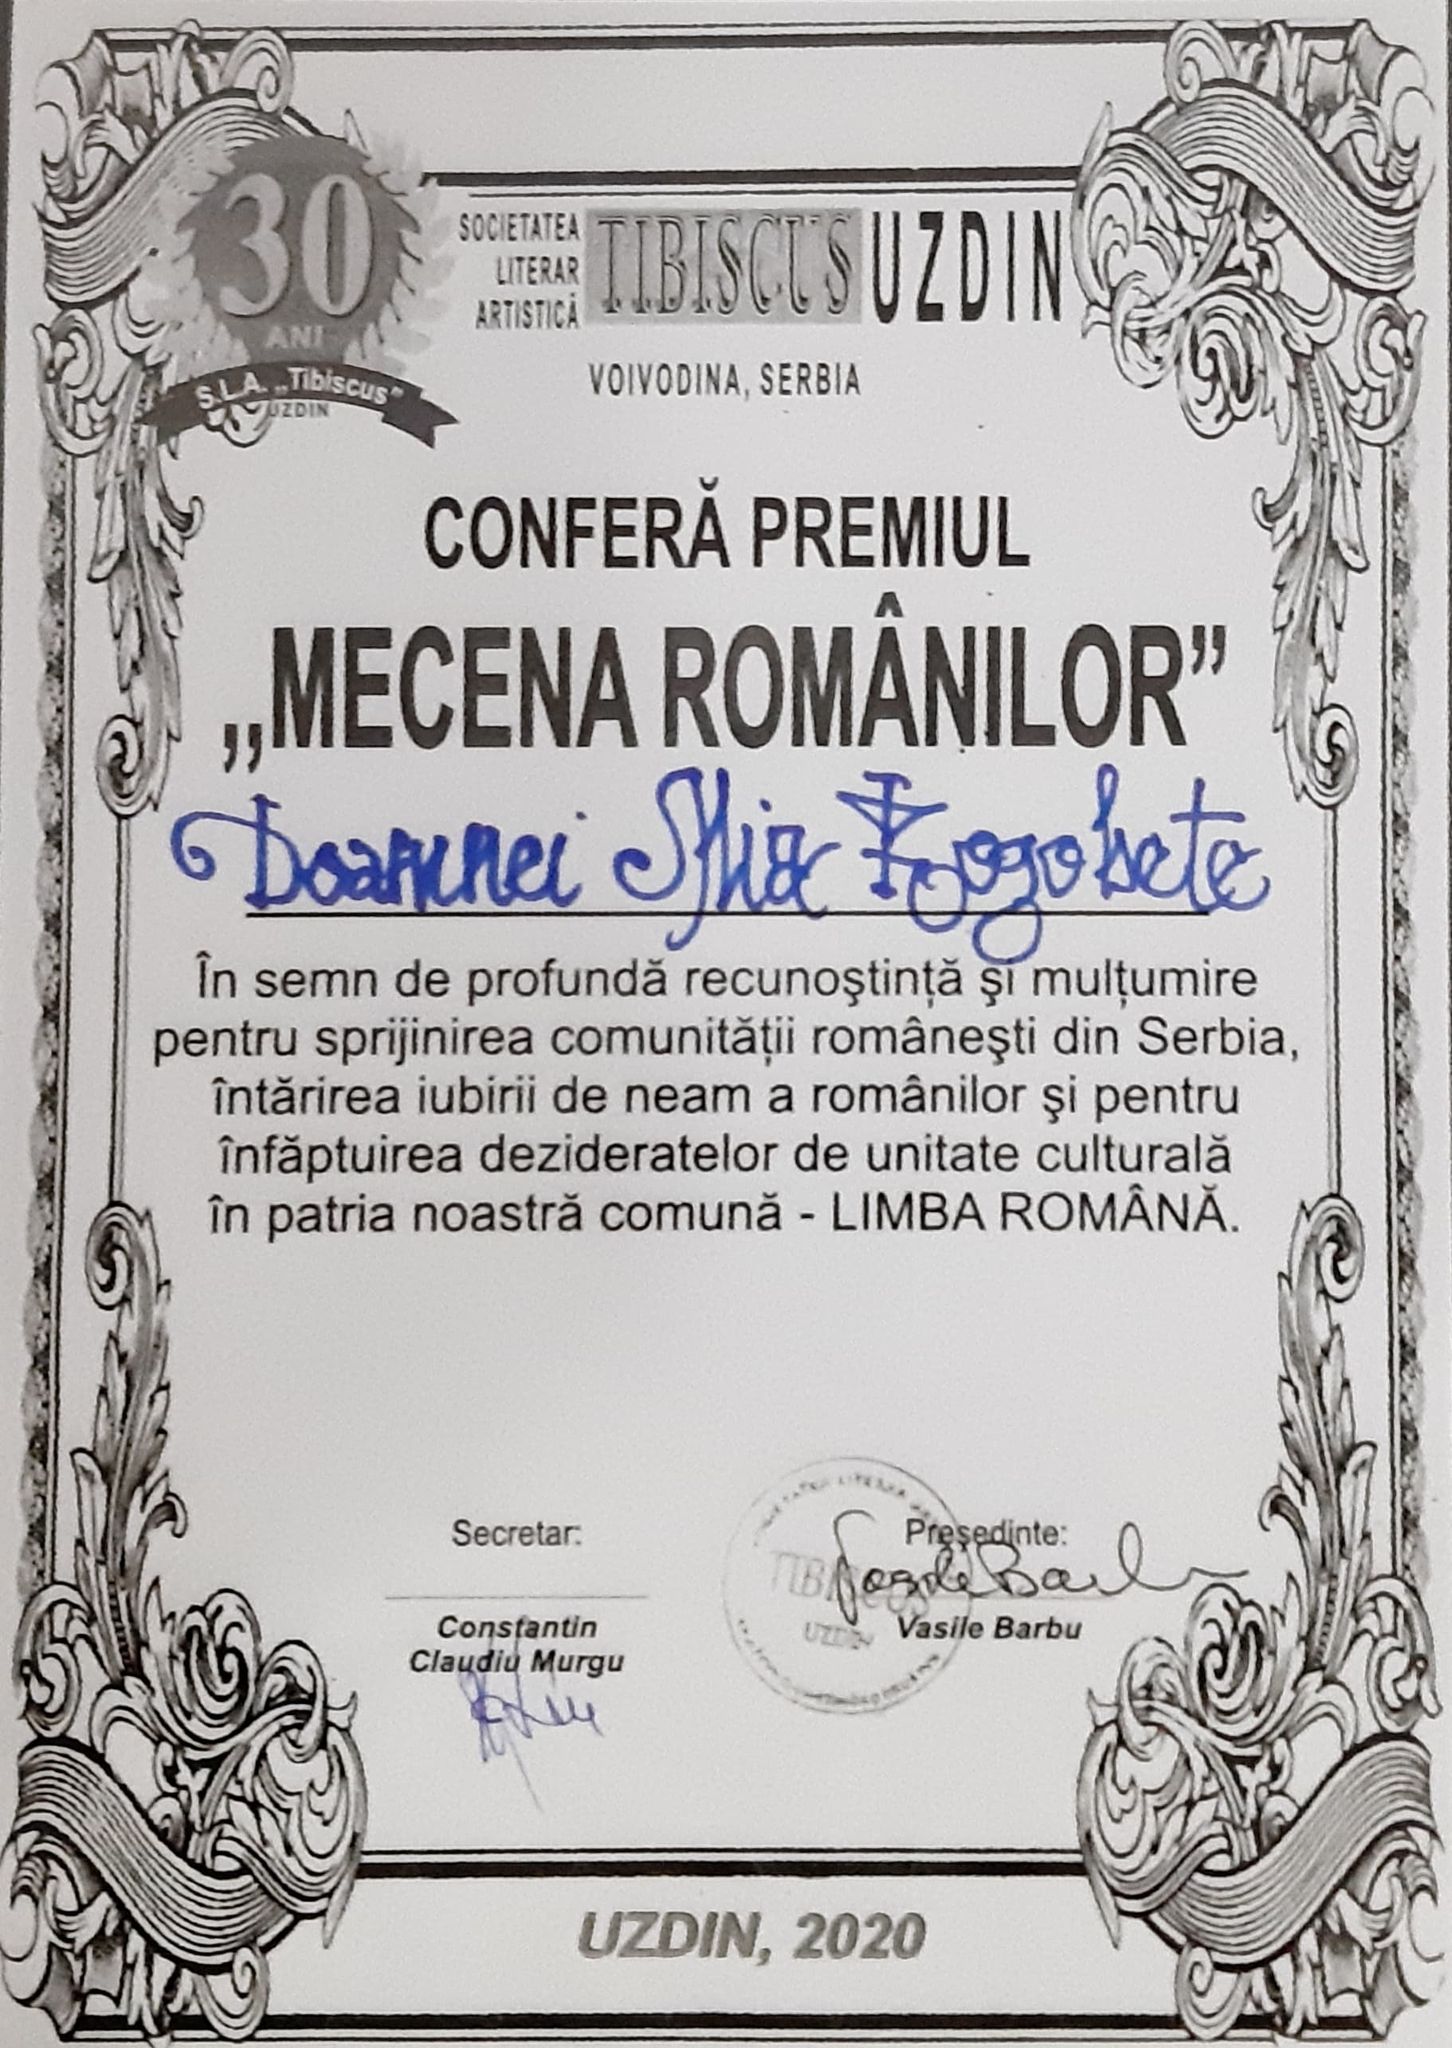 30
ANI
S.L.A. „Tibiscus”
UZDIN
SOCIETATEA
LITERAR
ARTISTICĂ
TIBISCUS UZDIN
VOIVODINA, SERBIA
CONFERĂ PREMIUL
„MECENA ROMÂNILOR”
Doamnei Mia Rogobete
În semn de profundă recunoştinţă şi mulţumire
pentru sprijinirea comunităţii româneşti din Serbia,
întărirea iubirii de neam a românilor şi pentru
înfăptuirea dezideratelor de unitate culturală
în patria noastră comună - LIMBA ROMÂNĂ.
Secretar:
Constantin
Claudiu Murgu
Preşedinte:
Vasile Barbu
TIBISCUS
UZDIN
UZDIN, 2020